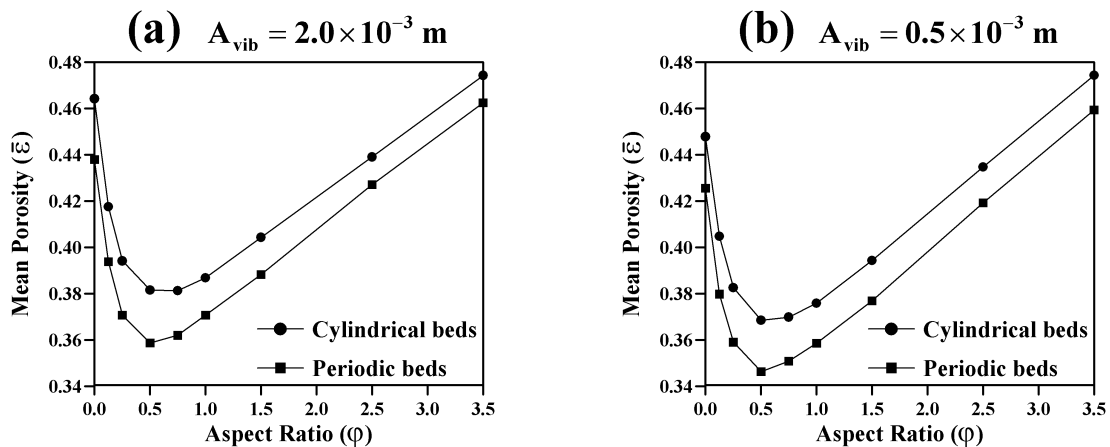 (a) A_vib = 2.0×10⁻³ m
0.48
0.46
0.44
0.42
0.40
0.38
0.36
0.34
Mean Porosity (ε̄)
Cylindrical beds
Periodic beds
0.0 0.5 1.0 1.5 2.0 2.5 3.0 3.5
Aspect Ratio (φ)
(b) A_vib = 0.5×10⁻³ m
0.48
0.46
0.44
0.42
0.40
0.38
0.36
0.34
Mean Porosity (ε̄)
Cylindrical beds
Periodic beds
0.0 0.5 1.0 1.5 2.0 2.5 3.0 3.5
Aspect Ratio (φ)